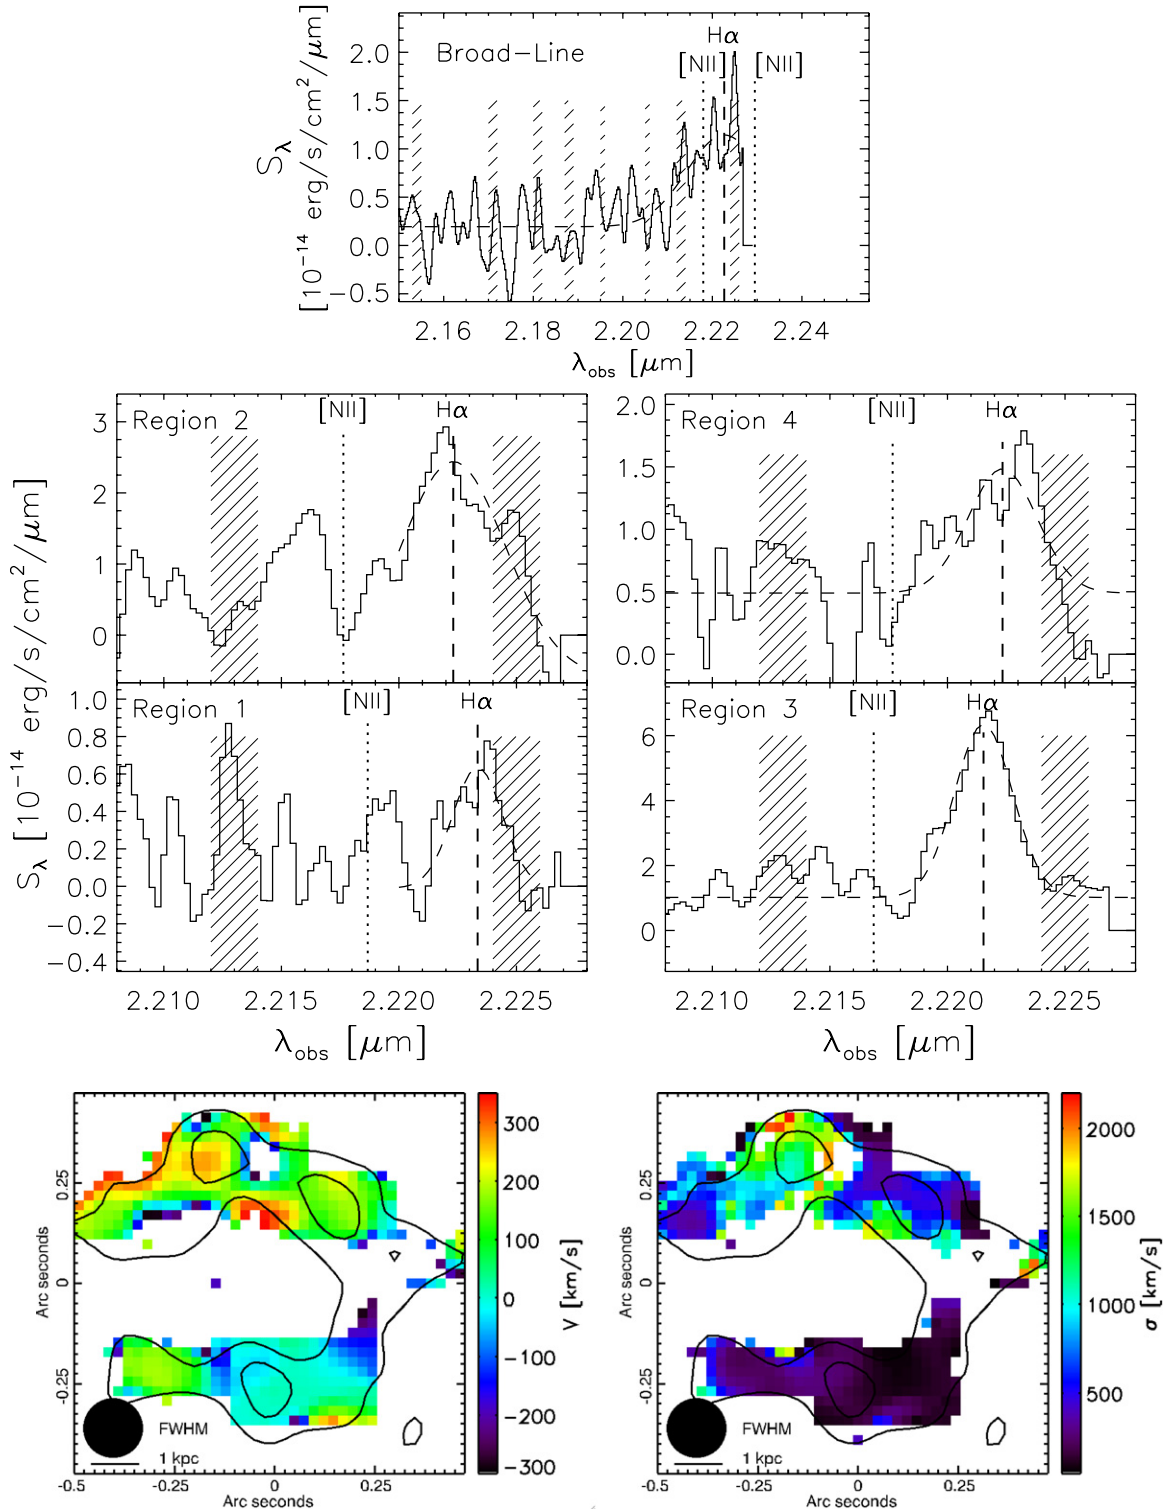 Broad-Line
Hα
[NII]
[NII]
2.0
1.5
1.0
0.5
0.0
-0.5
Sλ
[10⁻¹⁴ erg/s/cm²/μm]
2.16 2.18 2.20 2.22 2.24
λobs [μm]
Region 2
[NII]
Hα
3
2
1
0
Region 4
[NII]
Hα
2.0
1.5
1.0
0.5
0.0
Region 1
[NII]
Hα
1.0
0.8
0.6
0.4
0.2
0.0
-0.2
-0.4
Region 3
[NII]
Hα
6
4
2
0
Sλ [10⁻¹⁴ erg/s/cm²/μm]
2.210 2.215 2.220 2.225
λobs [μm]
2.210 2.215 2.220 2.225
λobs [μm]
0.25
0
-0.25
Arc seconds
FWHM
1 kpc
-0.5 -0.25 0 0.25
Arc seconds
300
200
100
0
-100
-200
-300
V [km/s]
0.25
0
-0.25
Arc seconds
FWHM
1 kpc
-0.5 -0.25 0 0.25
Arc seconds
2000
1500
1000
500
σ [km/s]